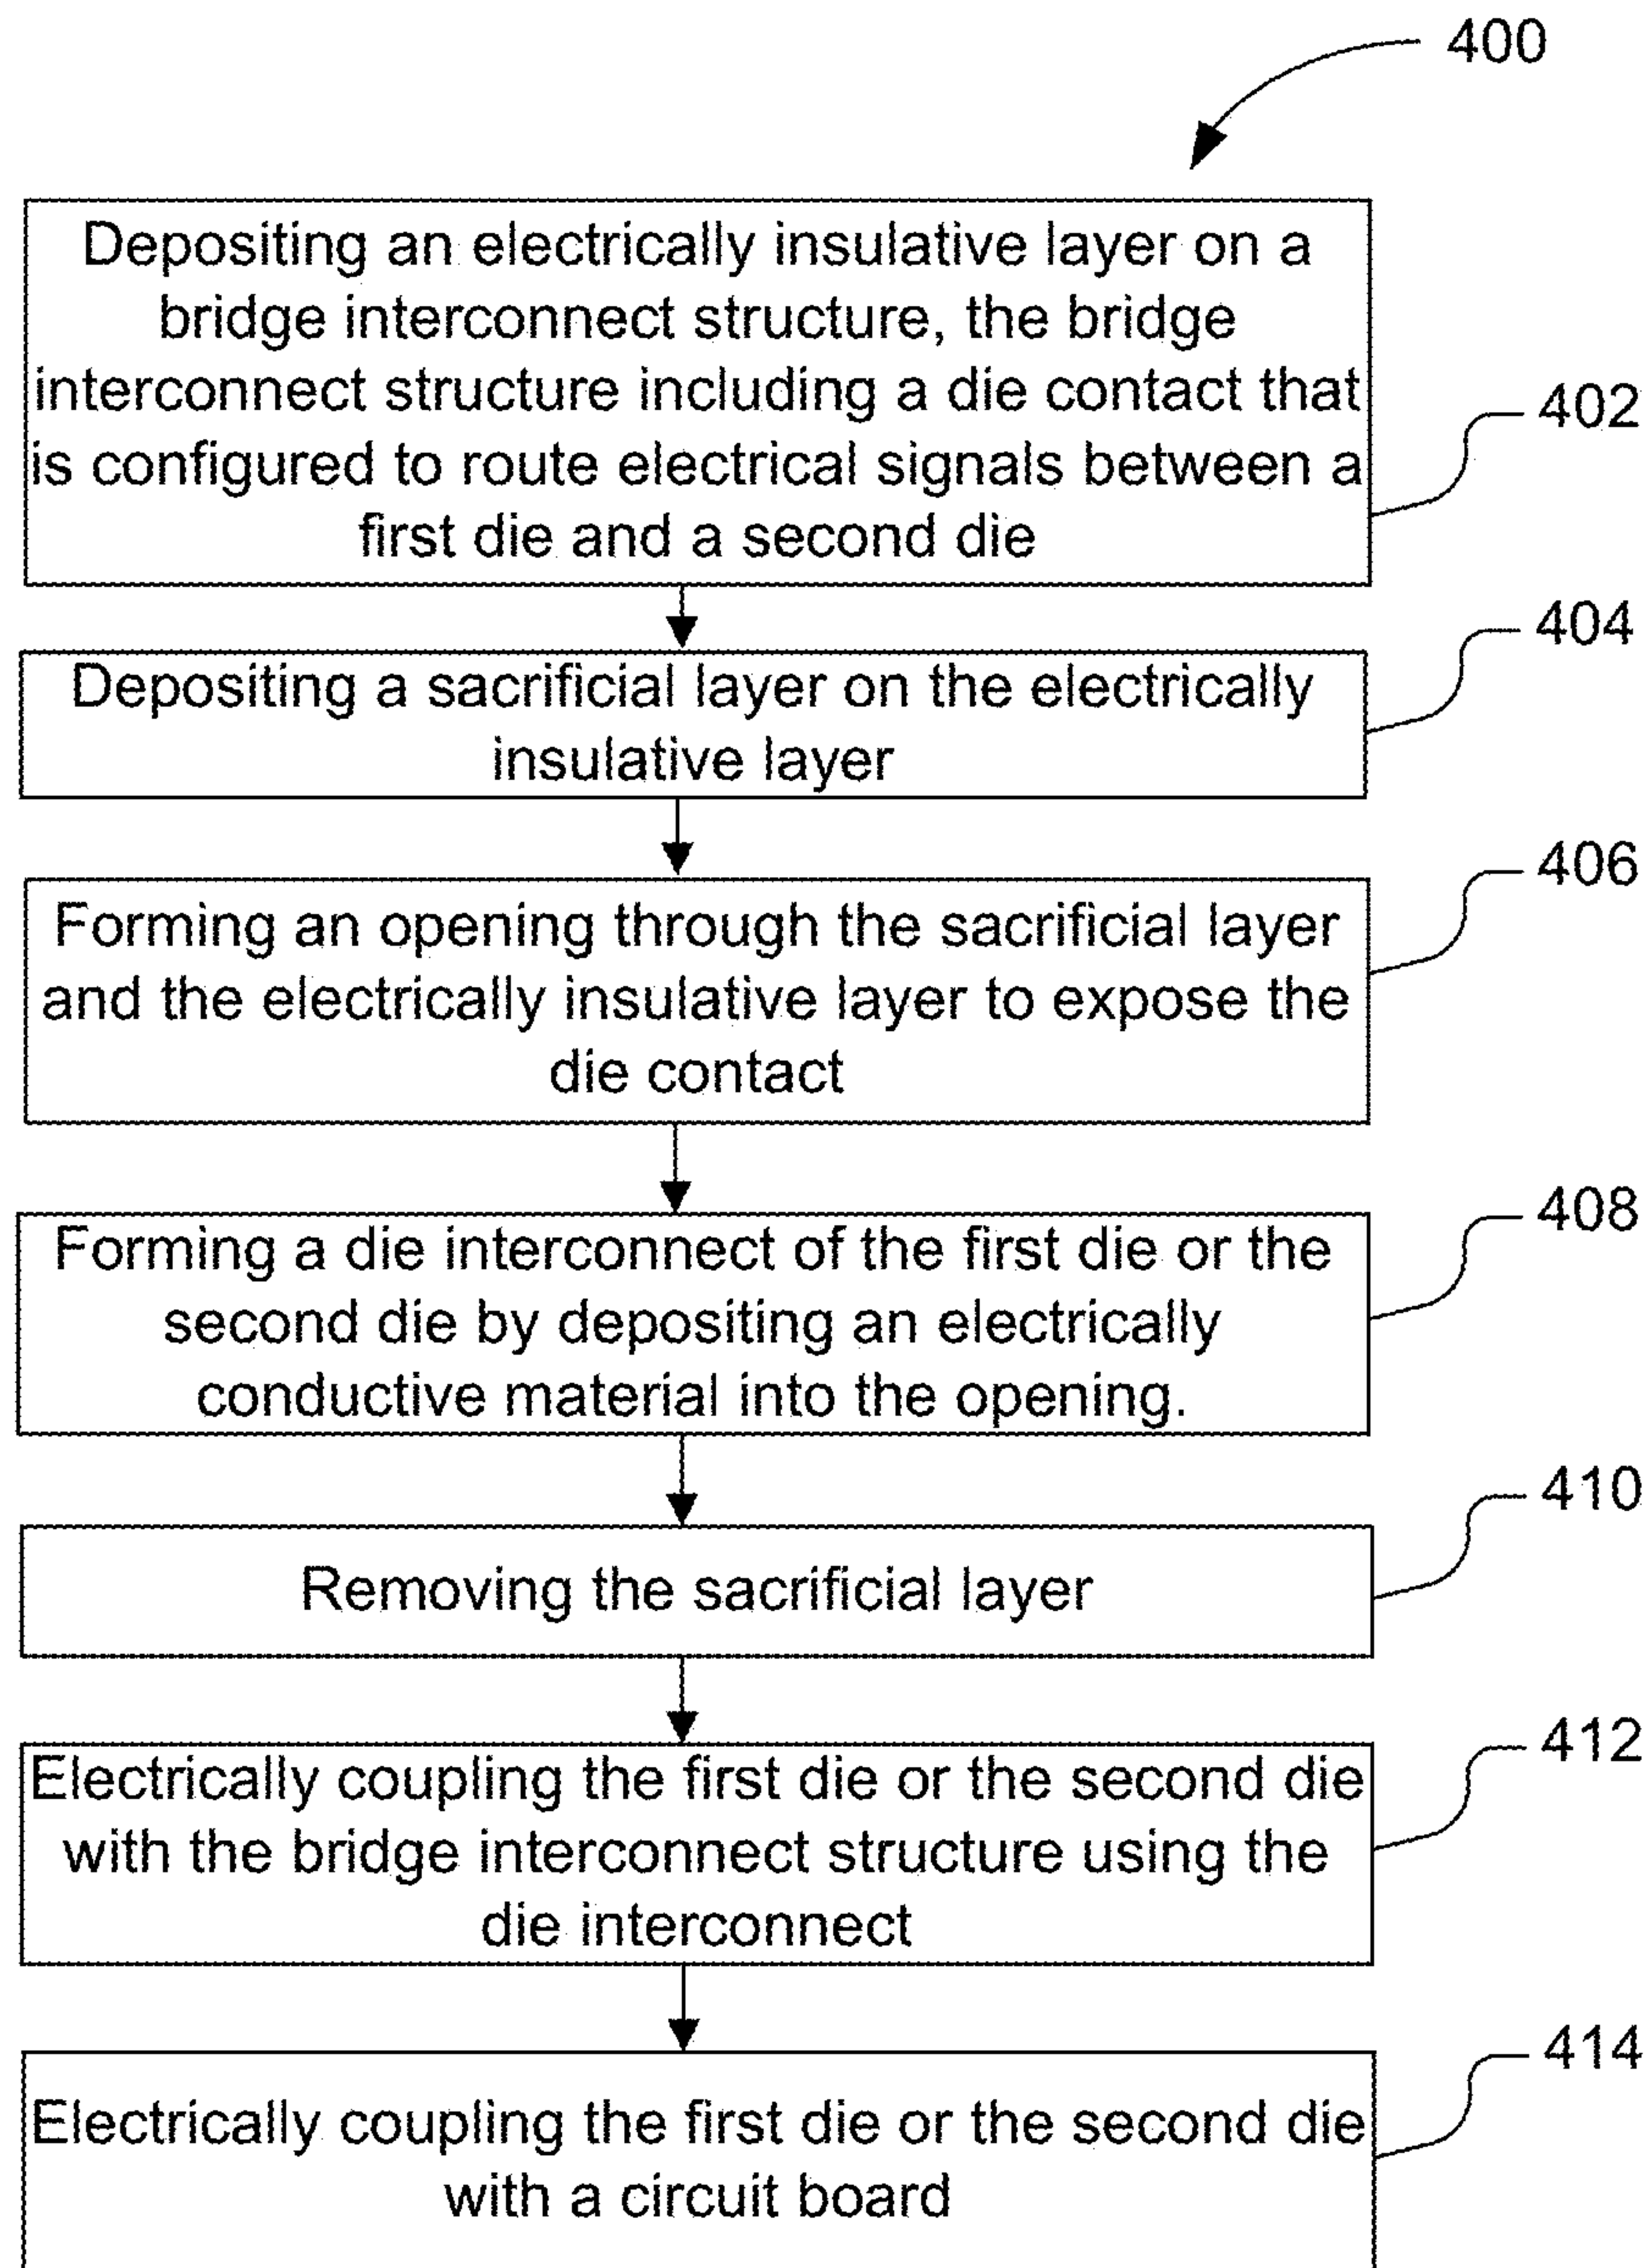 400
Depositing an electrically insulative layer on a
bridge interconnect structure, the bridge
interconnect structure including a die contact that
is configured to route electrical signals between a
first die and a second die
402
Depositing a sacrificial layer on the electrically
insulative layer
404
Forming an opening through the sacrificial layer
and the electrically insulative layer to expose the
die contact
406
Forming a die interconnect of the first die or the
second die by depositing an electrically
conductive material into the opening.
408
Removing the sacrificial layer
410
Electrically coupling the first die or the second die
with the bridge interconnect structure using the
die interconnect
412
Electrically coupling the first die or the second die
with a circuit board
414